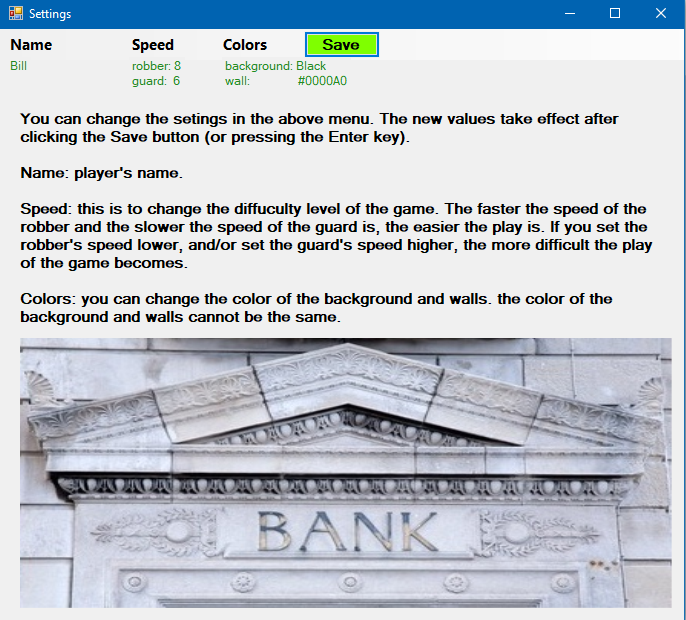 Settings
Name Speed Colors Save
Bill robber: 8 background: Black
guard: 6 wall: #0000A0
You can change the setings in the above menu. The new values take effect after
clicking the Save button (or pressing the Enter key).
Name: player's name.
Speed: this is to change the diffuculty level of the game. The faster the speed of the
robber and the slower the speed of the guard is, the easier the play is. If you set the
robber's speed lower, and/or set the guard's speed higher, the more difficult the play
of the game becomes.
Colors: you can change the color of the background and walls. the color of the
background and walls cannot be the same.
BANK